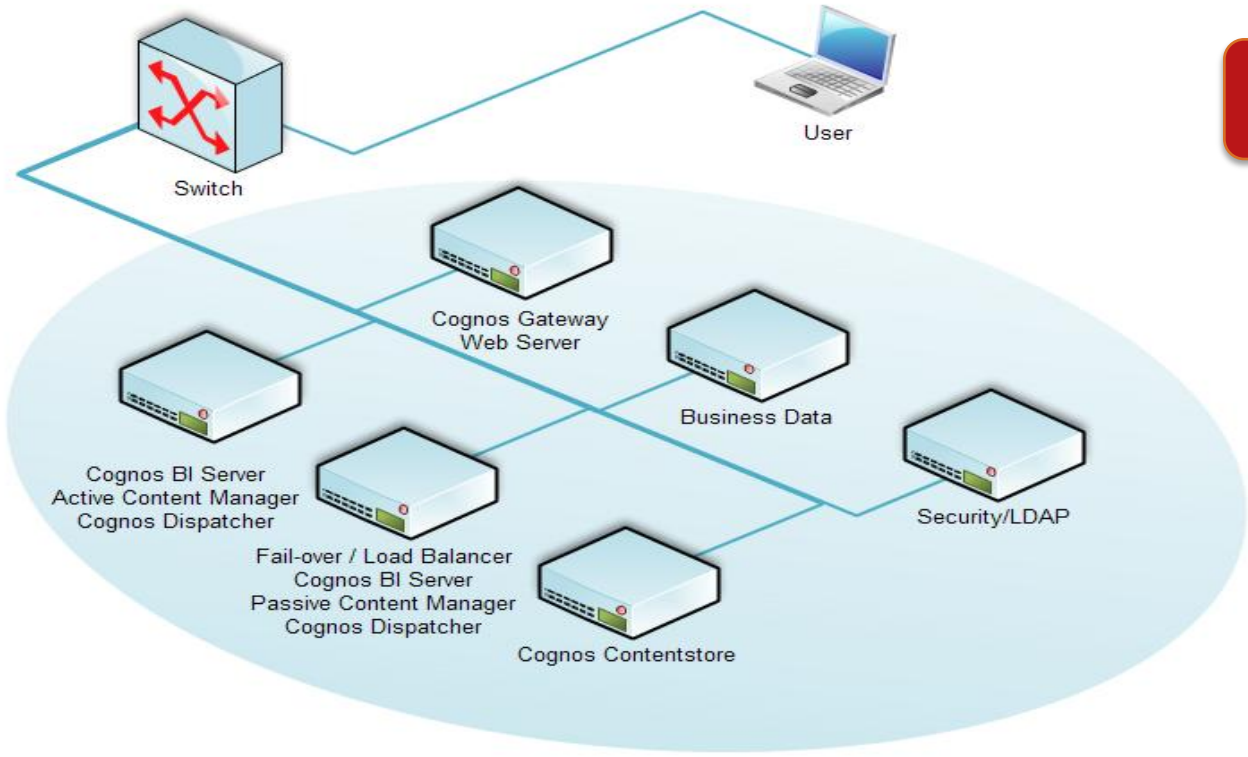 User
Switch
Cognos Gateway
Web Server
Business Data
Cognos BI Server
Active Content Manager
Cognos Dispatcher
Security/LDAP
Fail-over / Load Balancer
Cognos BI Server
Passive Content Manager
Cognos Dispatcher
Cognos Contentstore